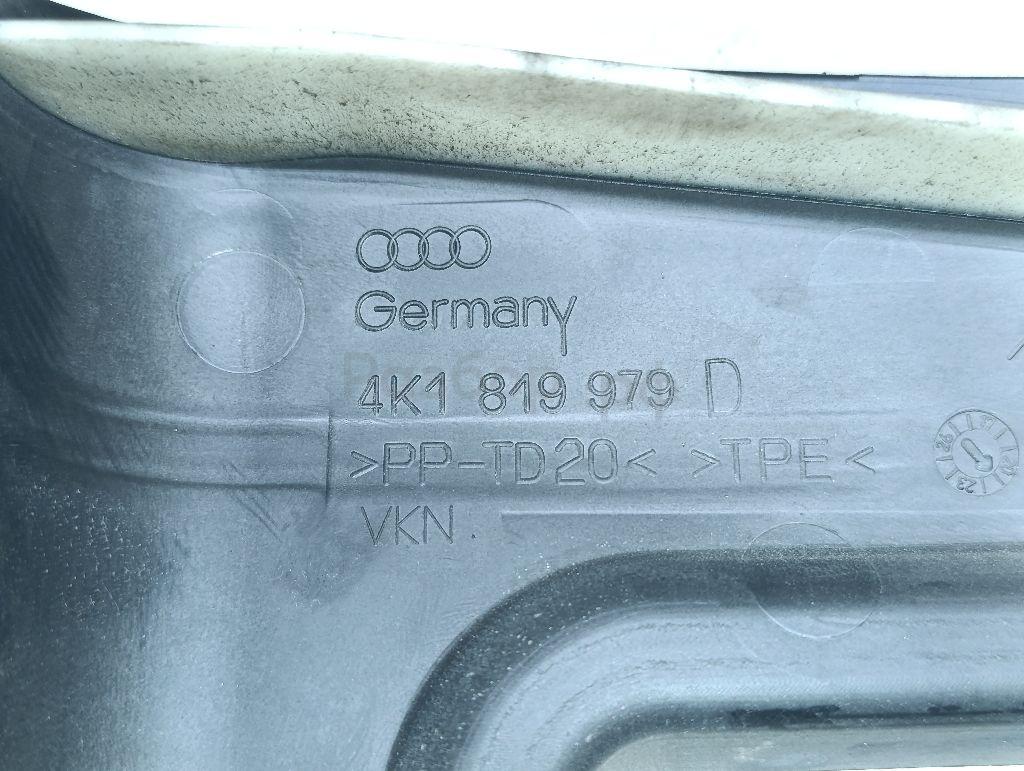 Germany
4K1 819 979 D
>PP-TD20< >TPE<
VKN